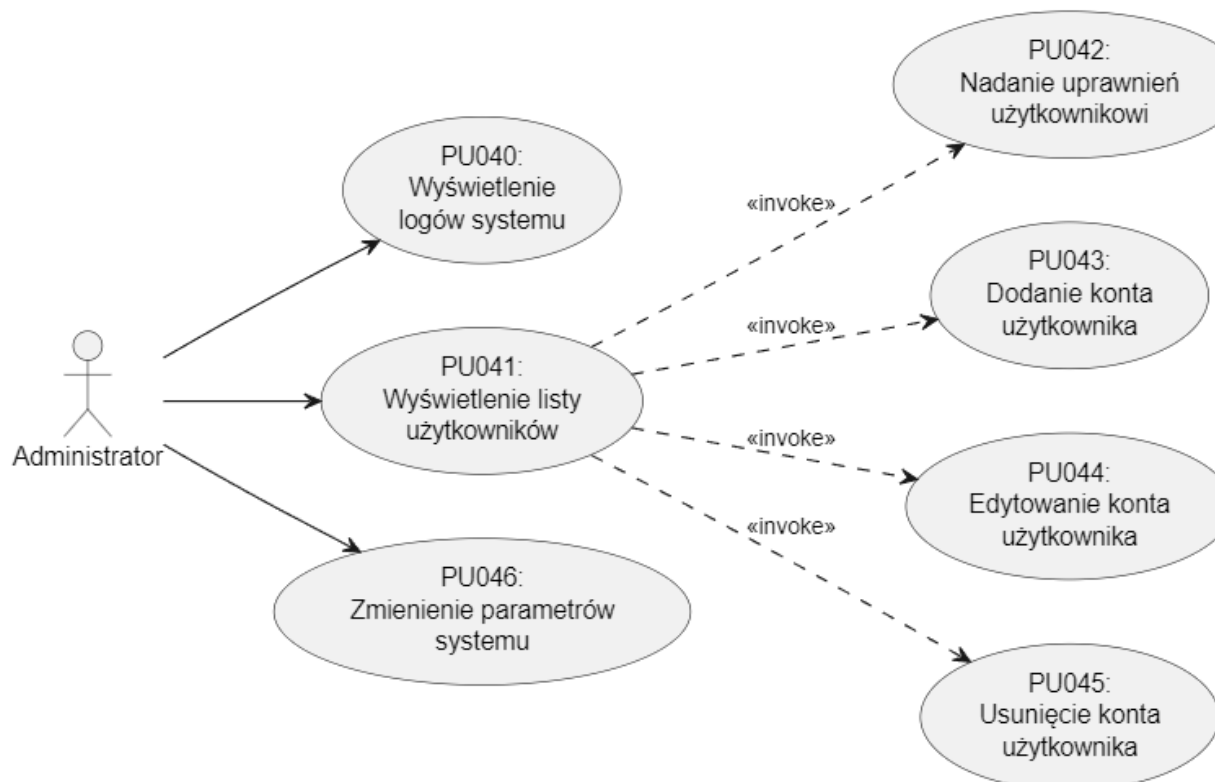 PU042:
Nadanie uprawnień
użytkownikowi
PU040:
Wyświetlenie
logów systemu
«invoke»
PU043:
Dodanie konta
użytkownika
«invoke»
Administrator
PU041:
Wyświetlenie listy
użytkowników
«invoke»
PU044:
Edytowanie konta
użytkownika
«invoke»
PU046:
Zmienienie parametrów
systemu
PU045:
Usunięcie konta
użytkownika